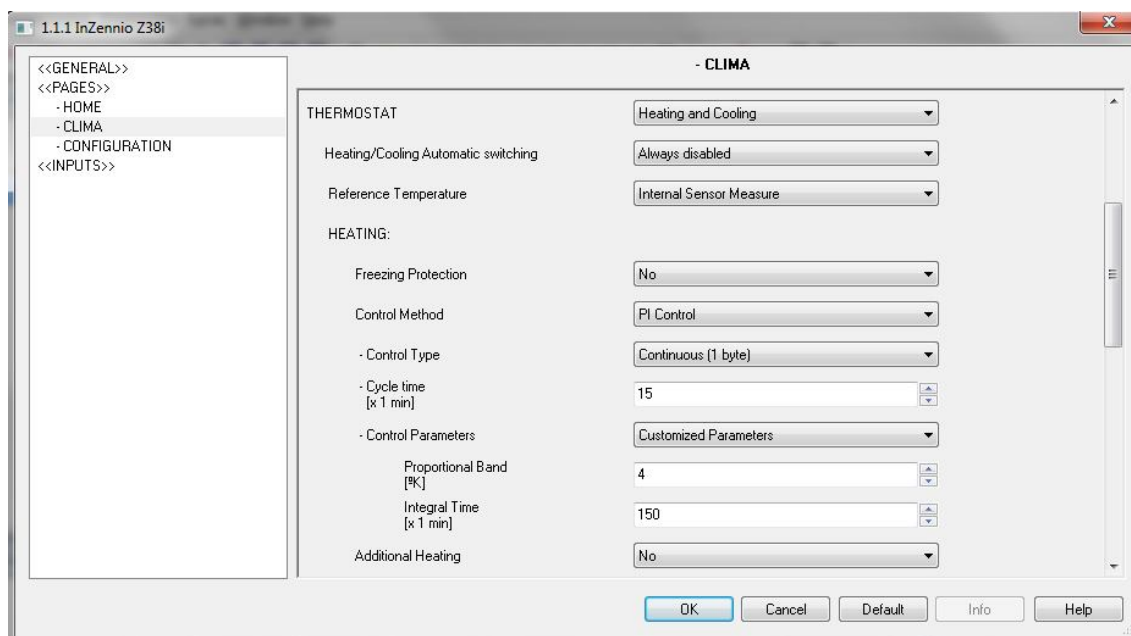 1.1.1 InZennio Z38i
<<GENERAL>>
<<PAGES>>
- HOME
- CLIMA
- CONFIGURATION
<<INPUTS>>
- CLIMA
THERMOSTAT
Heating and Cooling
Heating/Cooling Automatic switching
Always disabled
Reference Temperature
Internal Sensor Measure
HEATING:
Freezing Protection
No
Control Method
PI Control
- Control Type
Continuous (1 byte)
- Cycle time
[x 1 min]
15
- Control Parameters
Customized Parameters
Proportional Band
[ºK]
4
Integral Time
[x 1 min]
150
Additional Heating
No
OK
Cancel
Default
Info
Help